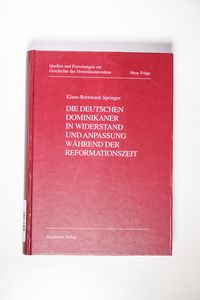 Quellen und Forschungen zur
Geschichte des Dominikanerordens
Neue Folge
Klaus-Bernward Springer
DIE DEUTSCHEN
DOMINIKANER
IN WIDERSTAND
UND ANPASSUNG
WÄHREND DER
REFORMATIONSZEIT
Akademie Verlag